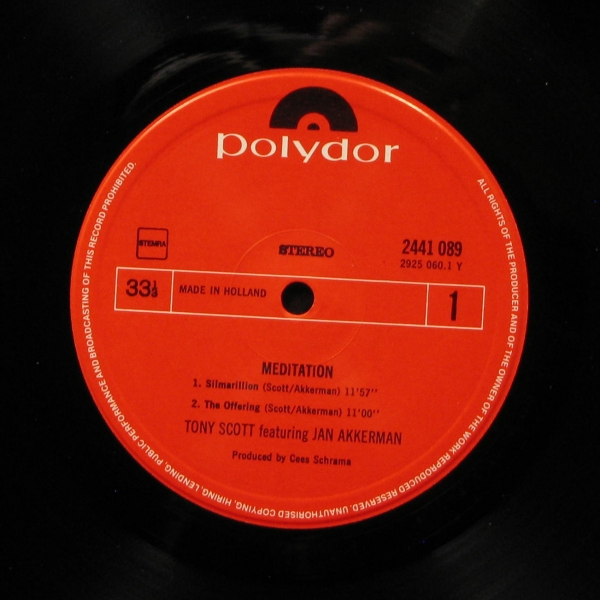 polydor
STEMRA
STEREO
2441 089
2925 060.1 Y
33⅓
MADE IN HOLLAND
1
MEDITATION
1. Silmarillion (Scott/Akkerman) 11'57''
2. The Offering (Scott/Akkerman) 11'00''
TONY SCOTT featuring JAN AKKERMAN
Produced by Cees Schrama
ALL RIGHTS OF THE PRODUCER AND OF THE OWNER OF THE WORK REPRODUCED RESERVED. UNAUTHORISED COPYING, HIRING, LENDING, PUBLIC PERFORMANCE AND BROADCASTING OF THIS RECORD PROHIBITED.